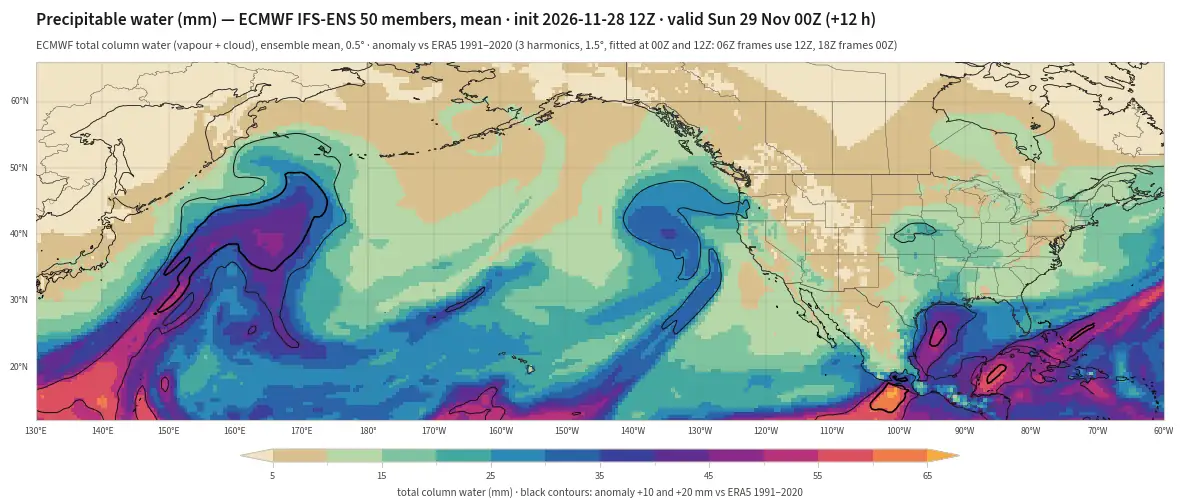 Precipitable water (mm) — ECMWF IFS-ENS 50 members, mean · init 2026-11-28 12Z · valid Sun 29 Nov 00Z (+12 h)
ECMWF total column water (vapour + cloud), ensemble mean, 0.5° · anomaly vs ERA5 1991–2020 (3 harmonics, 1.5°, fitted at 00Z and 12Z: 06Z frames use 12Z, 18Z frames 00Z)
60°N
50°N
40°N
30°N
20°N
130°E 140°E 150°E 160°E 170°E 180° 170°W 160°W 150°W 140°W 130°W 120°W 110°W 100°W 90°W 80°W 70°W 60°W
5 15 25 35 45 55 65
total column water (mm) · black contours: anomaly +10 and +20 mm vs ERA5 1991–2020